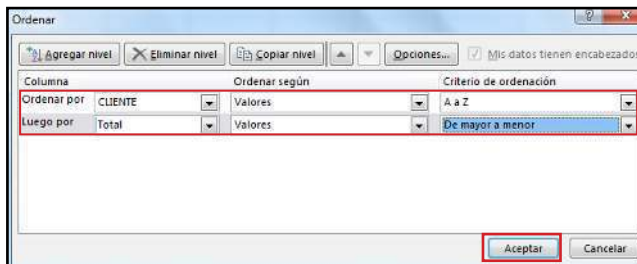 Ordenar
Agregar nivel Eliminar nivel Copiar nivel Opciones... Mis datos tienen encabezados
Columna Ordenar según Criterio de ordenación
Ordenar por CLIENTE Valores A a Z
Luego por Total Valores De mayor a menor
Aceptar Cancelar